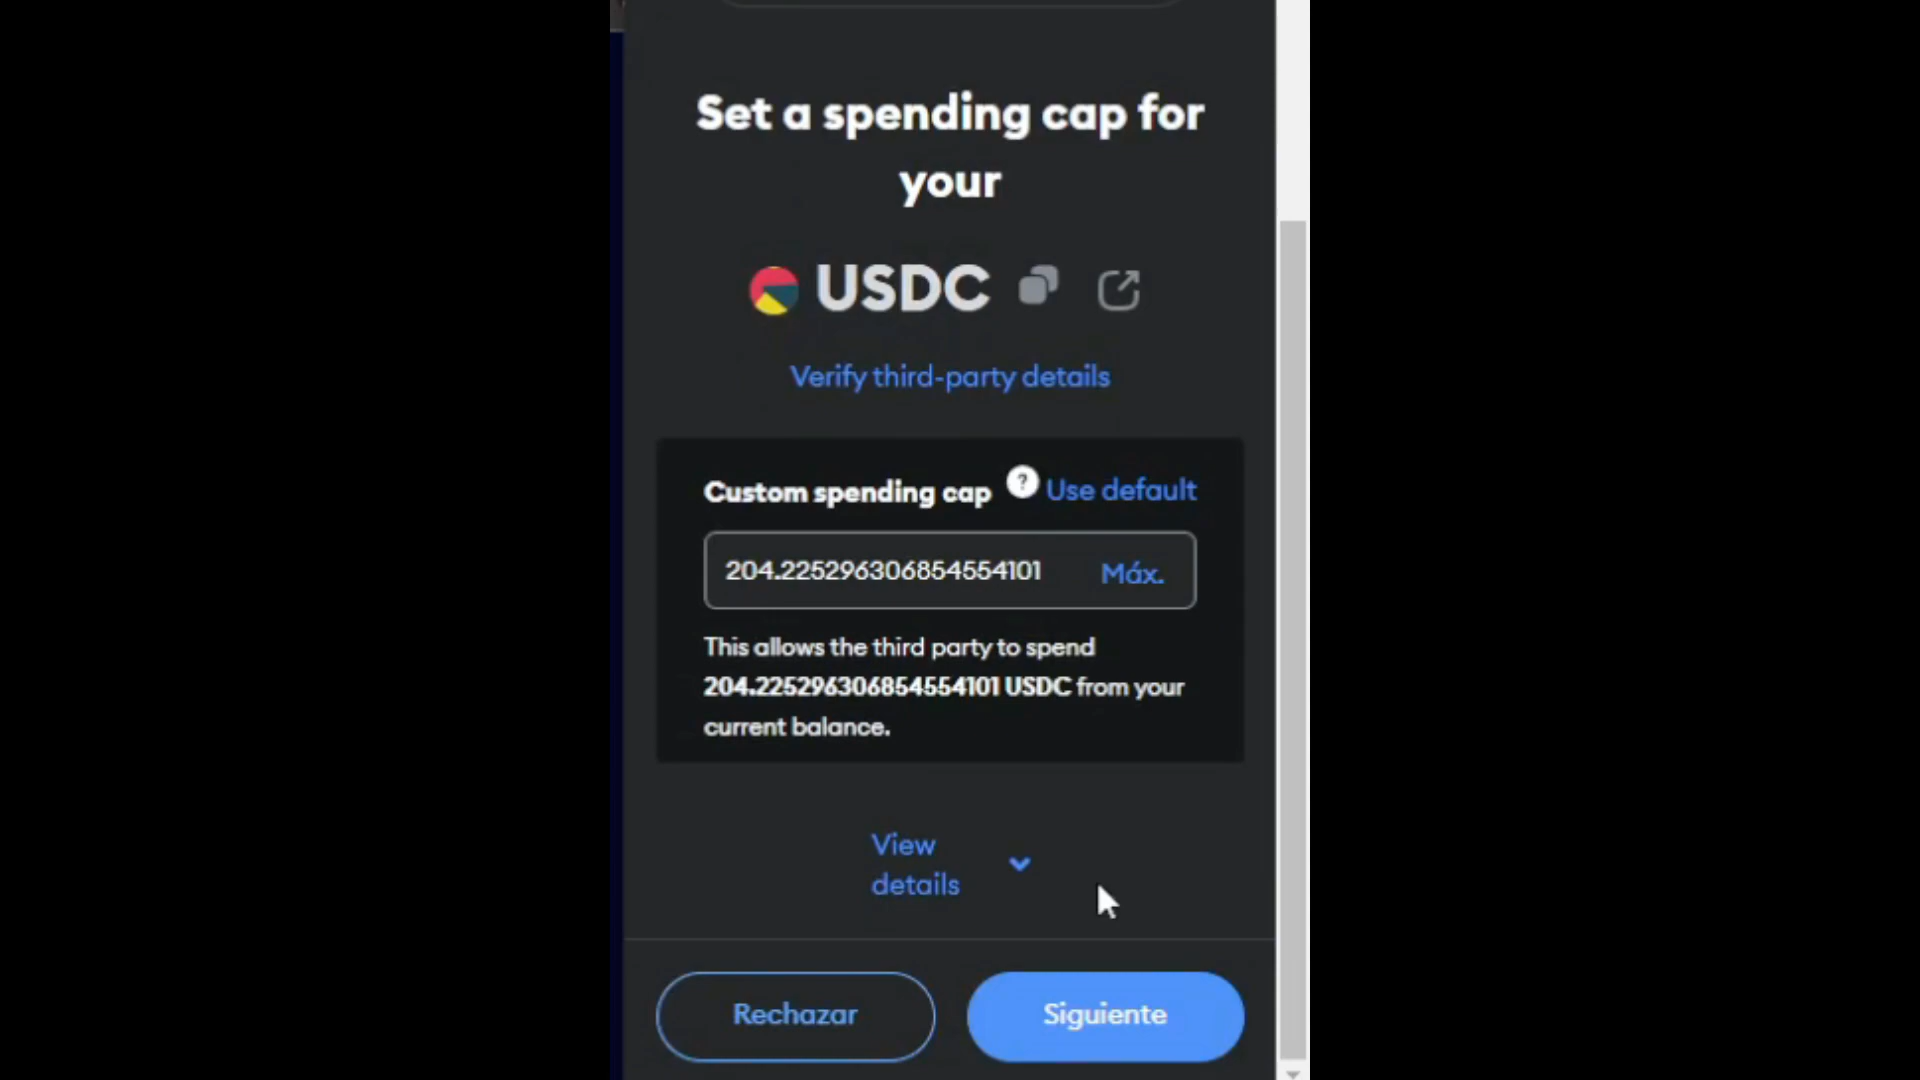 Set a spending cap for
your
USDC
Verify third-party details
Custom spending cap ? Use default
204.225296306854554101 Máx.
This allows the third party to spend
204.225296306854554101 USDC from your
current balance.
View
details
Rechazar Siguiente